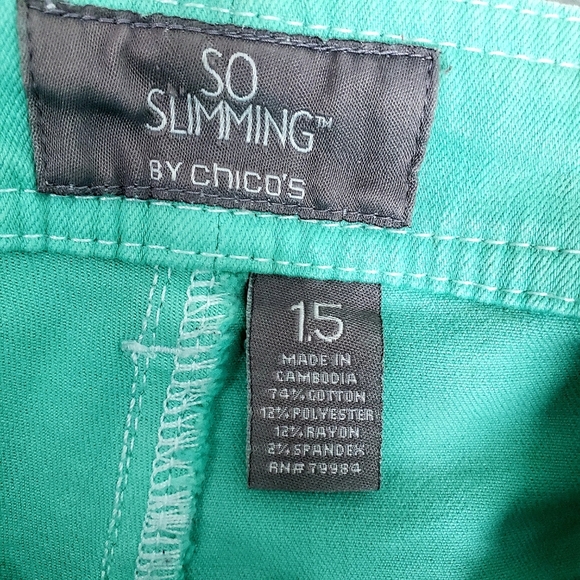 SO
SLIMMING™
BY CHICO'S
1.5
MADE IN
CAMBODIA
74% COTTON
12% POLYESTER
12% RAYON
2% SPANDEX
RN# 79984